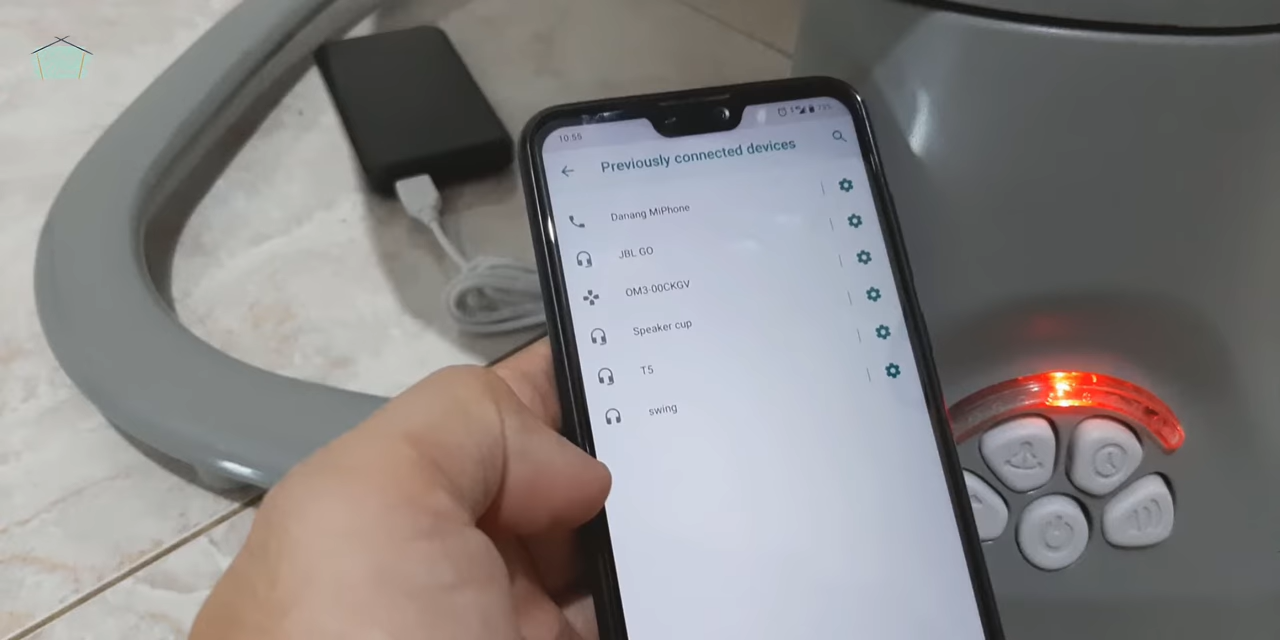 10:55
Previously connected devices
Danang MiPhone
JBL GO
OM3-00CKGV
Speaker cup
T5
swing